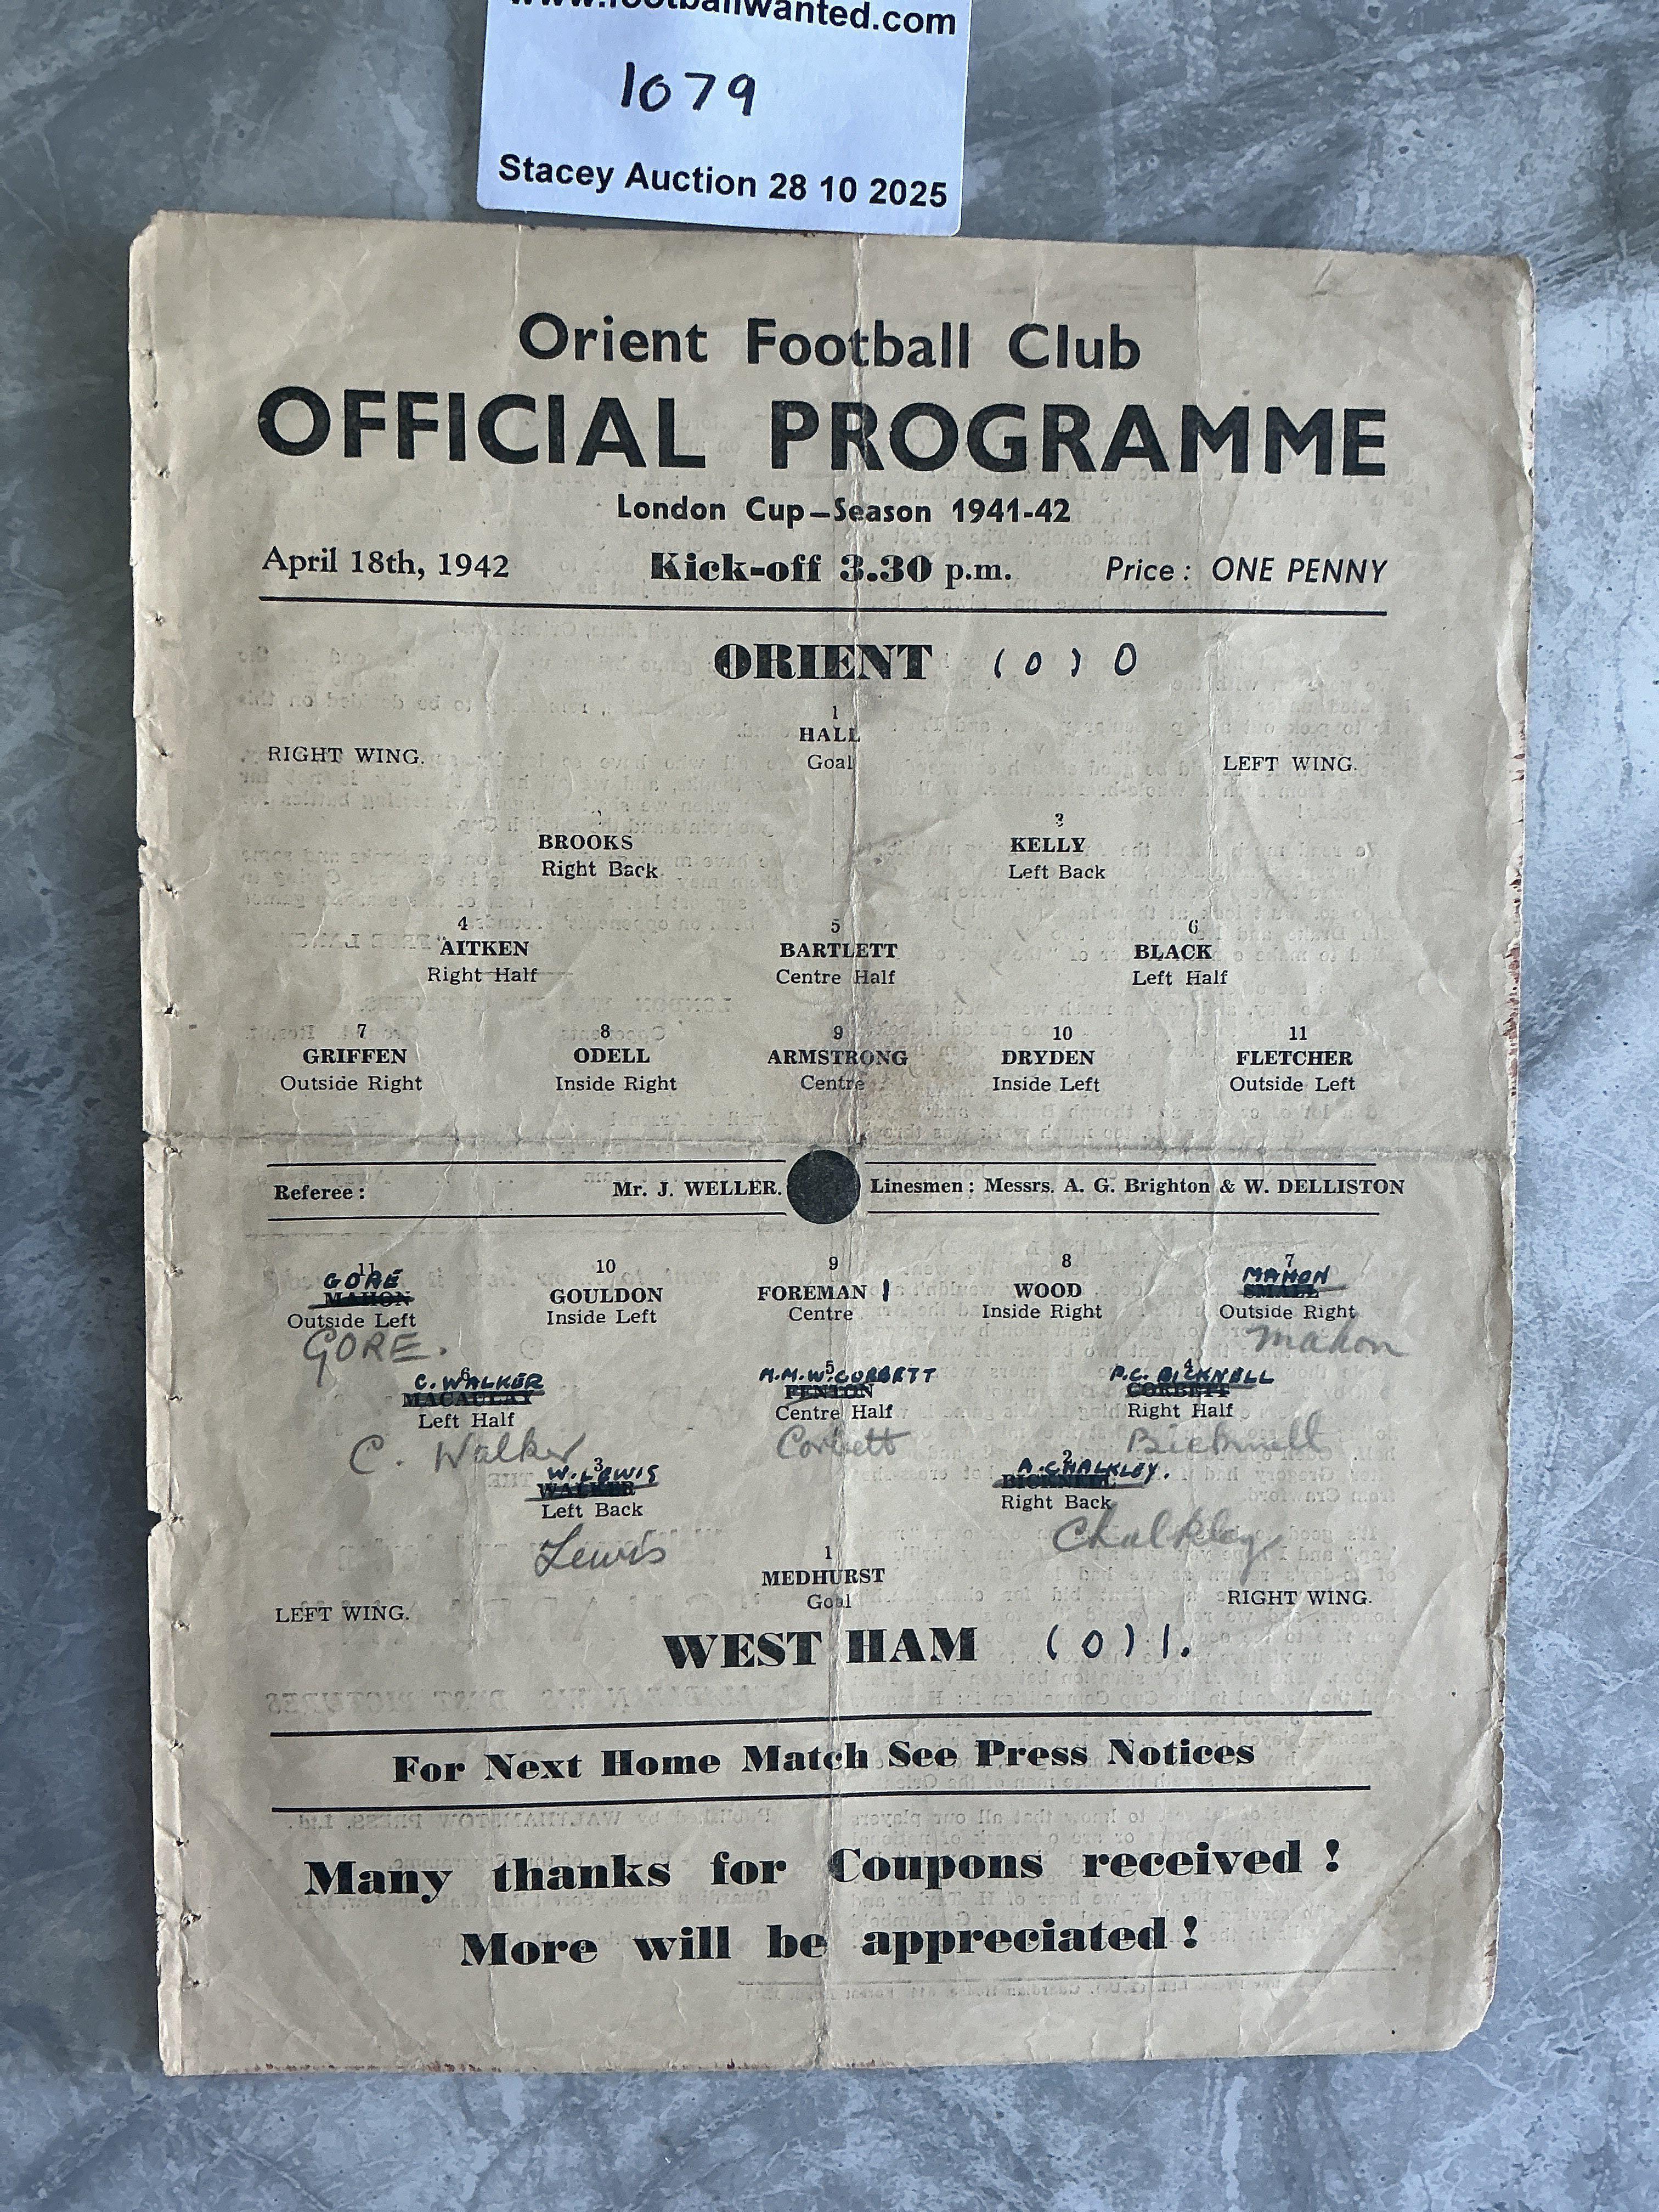 www.footballwanted.com
1079
Stacey Auction 28 10 2025
Orient Football Club
OFFICIAL PROGRAMME
London Cup—Season 1941-42
April 18th, 1942 Kick-off 3.30 p.m. Price: ONE PENNY
ORIENT (0) 0
1
HALL
RIGHT WING. Goal LEFT WING.
3
BROOKS KELLY
Right Back Left Back
4 5 6
AITKEN BARTLETT BLACK
Right Half Centre Half Left Half
7 8 9 10 11
GRIFFEN ODELL ARMSTRONG DRYDEN FLETCHER
Outside Right Inside Right Centre Inside Left Outside Left
Referee: Mr. J. WELLER. Linesmen: Messrs. A. G. Brighton & W. DELLISTON
11 10 9 8 7
GORE MAHON
MAHON GOULDON FOREMAN 1 WOOD SMALL
Outside Left Inside Left Centre Inside Right Outside Right
GORE. Mahon
6 5 4
C. WALKER M.M.W. CORBETT R.C. BICKNELL
MACAULAY FENTON CORBETT
Left Half Centre Half Right Half
C. Walker Corbett Bicknell
3 2
W. LEWIS A. CHALKLEY.
WALKER BICKNELL
Left Back Right Back
Lewis Chalkley
1
MEDHURST
LEFT WING. Goal RIGHT WING.
WEST HAM (0) 1.
For Next Home Match See Press Notices
Many thanks for Coupons received!
More will be appreciated!